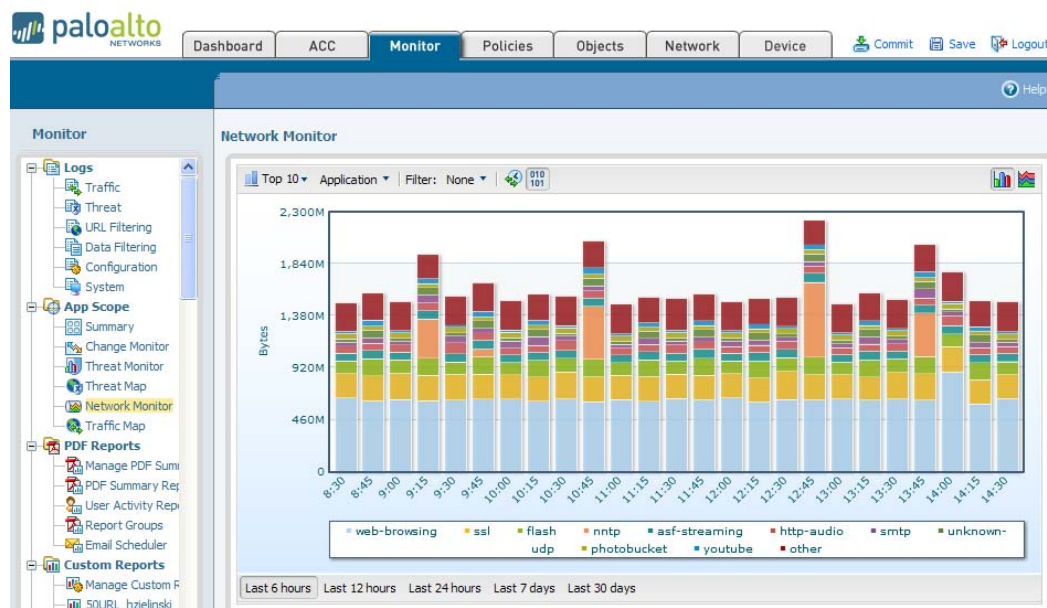 paloalto
NETWORKS
Dashboard
ACC
Monitor
Policies
Objects
Network
Device
Commit
Save
Logout
Help
Monitor
Logs
Traffic
Threat
URL Filtering
Data Filtering
Configuration
System
App Scope
Summary
Change Monitor
Threat Monitor
Threat Map
Network Monitor
Traffic Map
PDF Reports
Manage PDF Sum
PDF Summary Rep
User Activity Repo
Report Groups
Email Scheduler
Custom Reports
Manage Custom R
50URL_hzielinski
Network Monitor
Top 10
Application
Filter: None
010
101
Bytes
2,300M
1,840M
1,380M
920M
460M
0
8:30 8:45 9:00 9:15 9:30 9:45 10:00 10:15 10:30 10:45 11:00 11:15 11:30 11:45 12:00 12:15 12:30 12:45 13:00 13:15 13:30 13:45 14:00 14:15 14:30
web-browsing ssl flash nntp asf-streaming http-audio smtp unknown-
udp photobucket youtube other
Last 6 hours Last 12 hours Last 24 hours Last 7 days Last 30 days